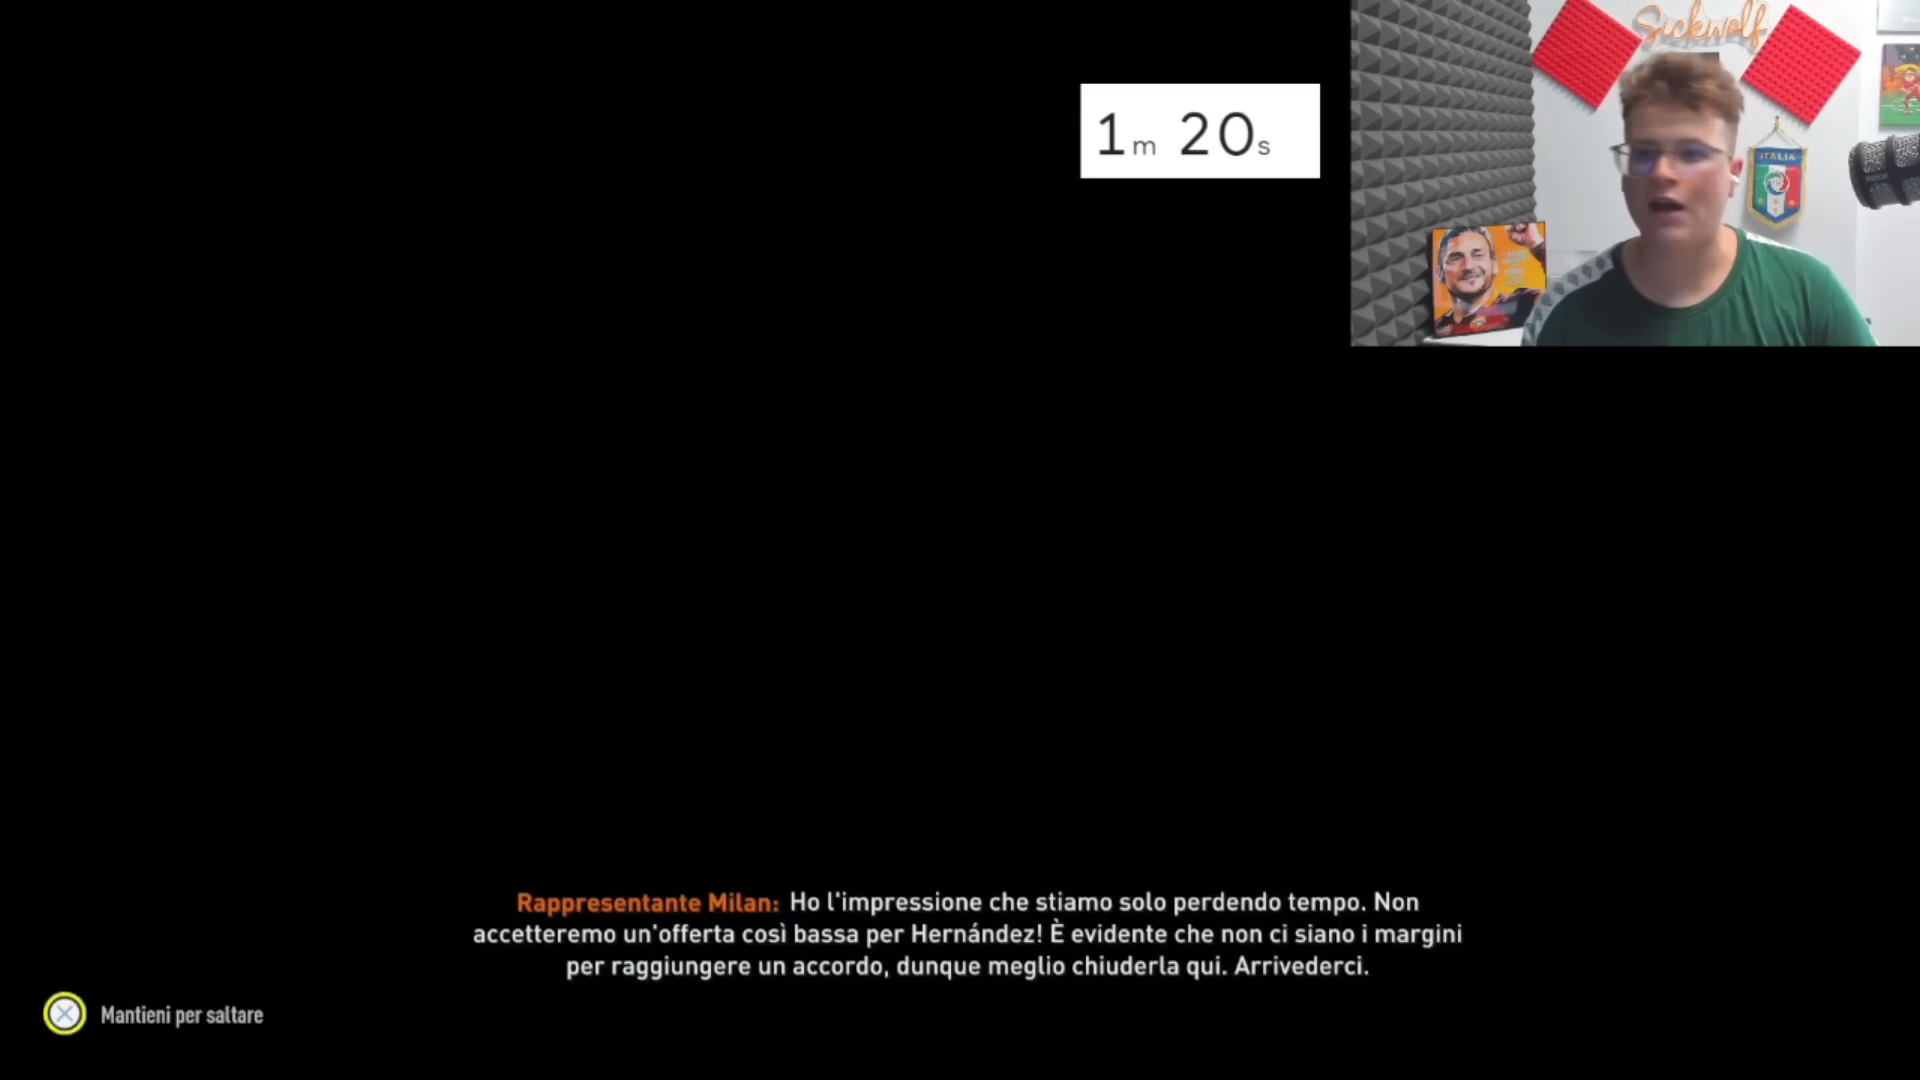 Sickwolf
1m 20s
ITALIA
Rappresentante Milan: Ho l'impressione che stiamo solo perdendo tempo. Non
accetteremo un'offerta così bassa per Hernández! È evidente che non ci siano i margini
per raggiungere un accordo, dunque meglio chiuderla qui. Arrivederci.
Mantieni per saltare